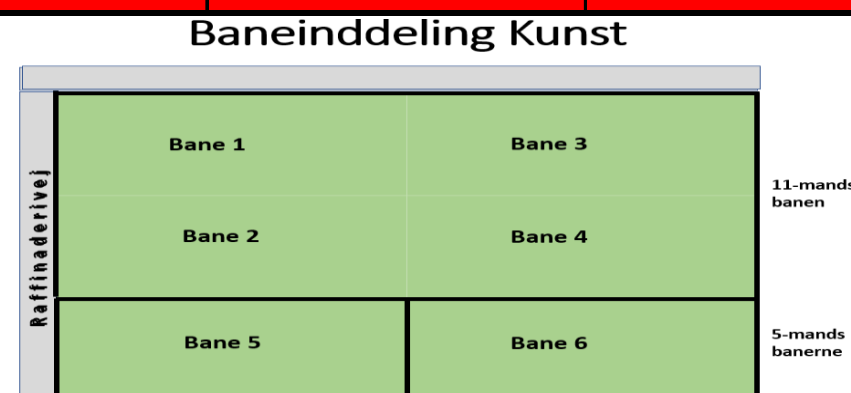 Baneinddeling Kunst
Bane 1
Bane 3
11-mands
banen
Raffinaderivej
Bane 2
Bane 4
Bane 5
Bane 6
5-mands
banerne